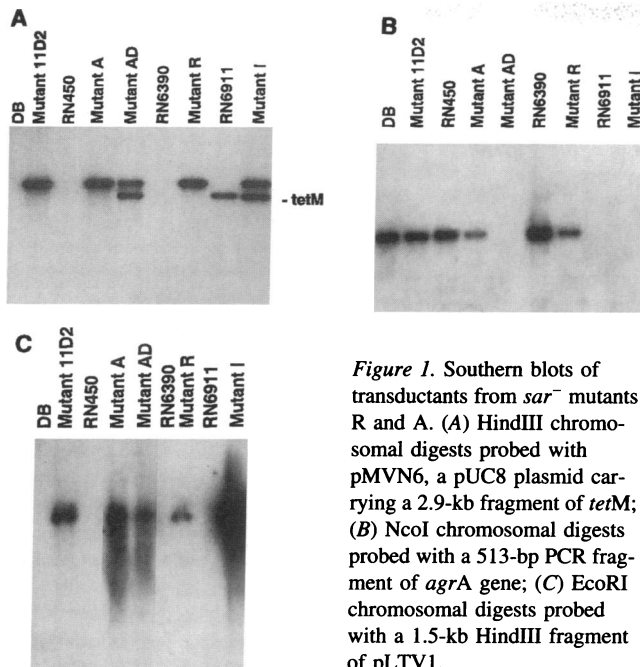 A
DB
Mutant 11D2
RN450
Mutant A
Mutant AD
RN6390
Mutant R
RN6911
Mutant I
- tetM
B
DB
Mutant 11D2
RN450
Mutant A
Mutant AD
RN6390
Mutant R
RN6911
Mutant I
C
DB
Mutant 11D2
RN450
Mutant A
Mutant AD
RN6390
Mutant R
RN6911
Mutant I
Figure 1. Southern blots of
transductants from sar⁻ mutants
R and A. (A) HindIII chromo-
somal digests probed with
pMVN6, a pUC8 plasmid car-
rying a 2.9-kb fragment of tetM;
(B) NcoI chromosomal digests
probed with a 513-bp PCR frag-
ment of agrA gene; (C) EcoRI
chromosomal digests probed
with a 1.5-kb HindIII fragment
of pLTV1.